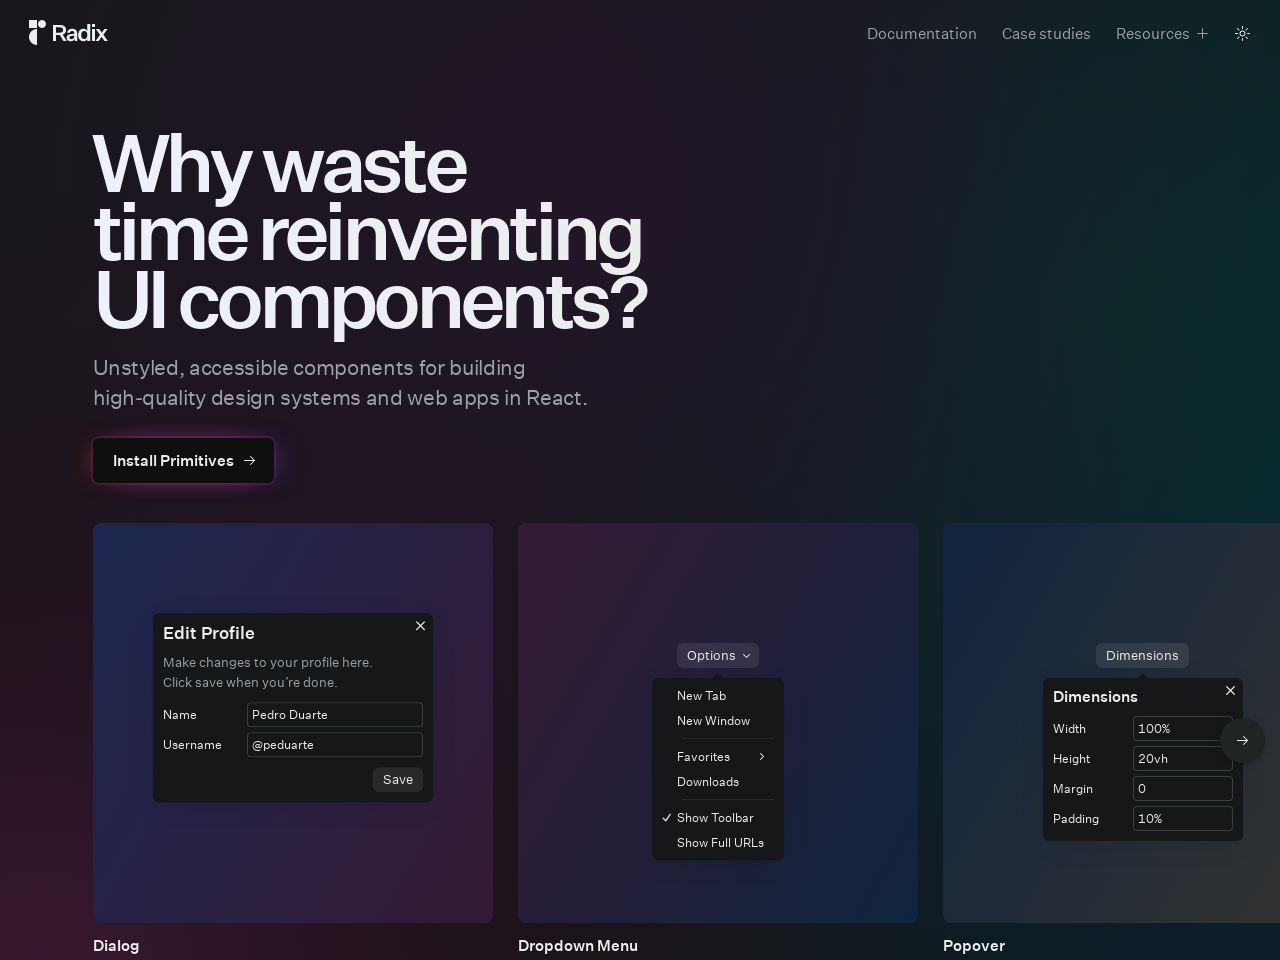 Radix
Documentation
Case studies
Resources
Why waste
time reinventing
UI components?
Unstyled, accessible components for building
high-quality design systems and web apps in React.
Install Primitives
Edit Profile
Make changes to your profile here.
Click save when you’re done.
Name
Pedro Duarte
Username
@peduarte
Save
Dialog
Options
New Tab
New Window
Favorites
Downloads
Show Toolbar
Show Full URLs
Dropdown Menu
Dimensions
Dimensions
Width
100%
Height
20vh
Margin
0
Padding
10%
Popover